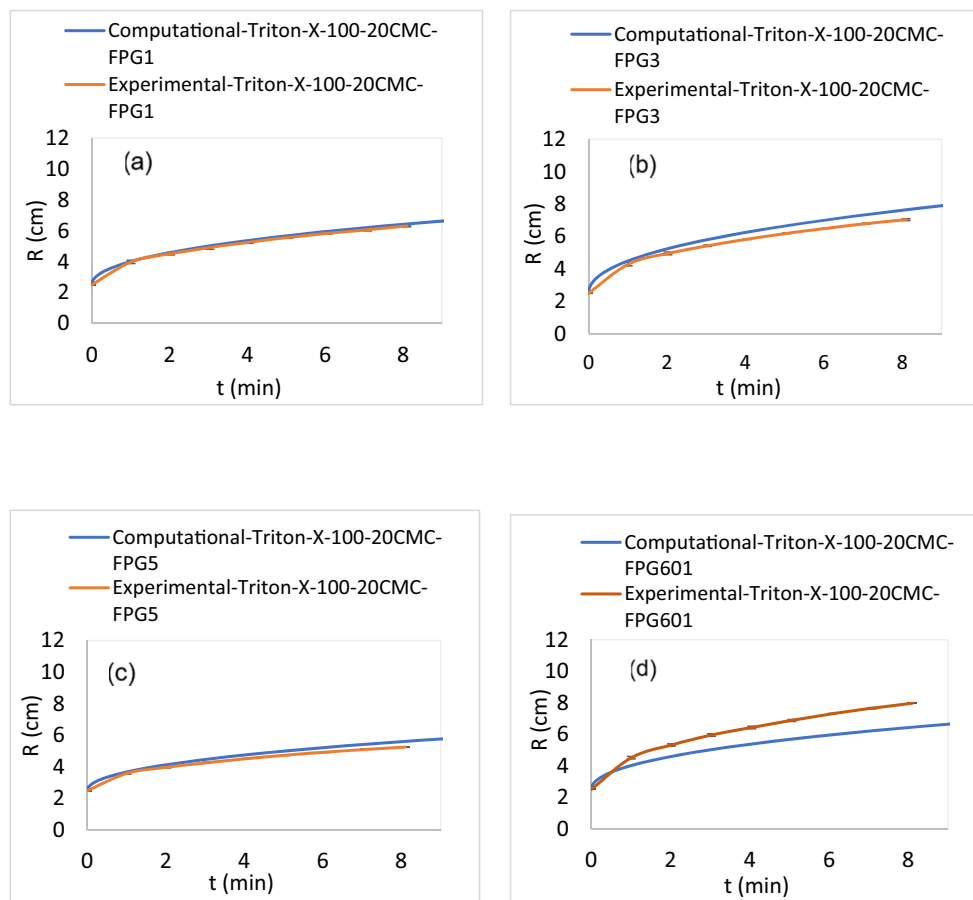 Computational-Triton-X-100-20CMC-
FPG1
Experimental-Triton-X-100-20CMC-
FPG1
12
10
8
6
4
2
0
R (cm)
(a)
0 2 4 6 8
t (min)
Computational-Triton-X-100-20CMC-
FPG3
Experimental-Triton-X-100-20CMC-
FPG3
12
10
8
6
4
2
0
R (cm)
(b)
0 2 4 6 8
t (min)
Computational-Triton-X-100-20CMC-
FPG5
Experimental-Triton-X-100-20CMC-
FPG5
12
10
8
6
4
2
0
R (cm)
(c)
0 2 4 6 8
t (min)
Computational-Triton-X-100-20CMC-
FPG601
Experimental-Triton-X-100-20CMC-
FPG601
12
10
8
6
4
2
0
R (cm)
(d)
0 2 4 6 8
t (min)